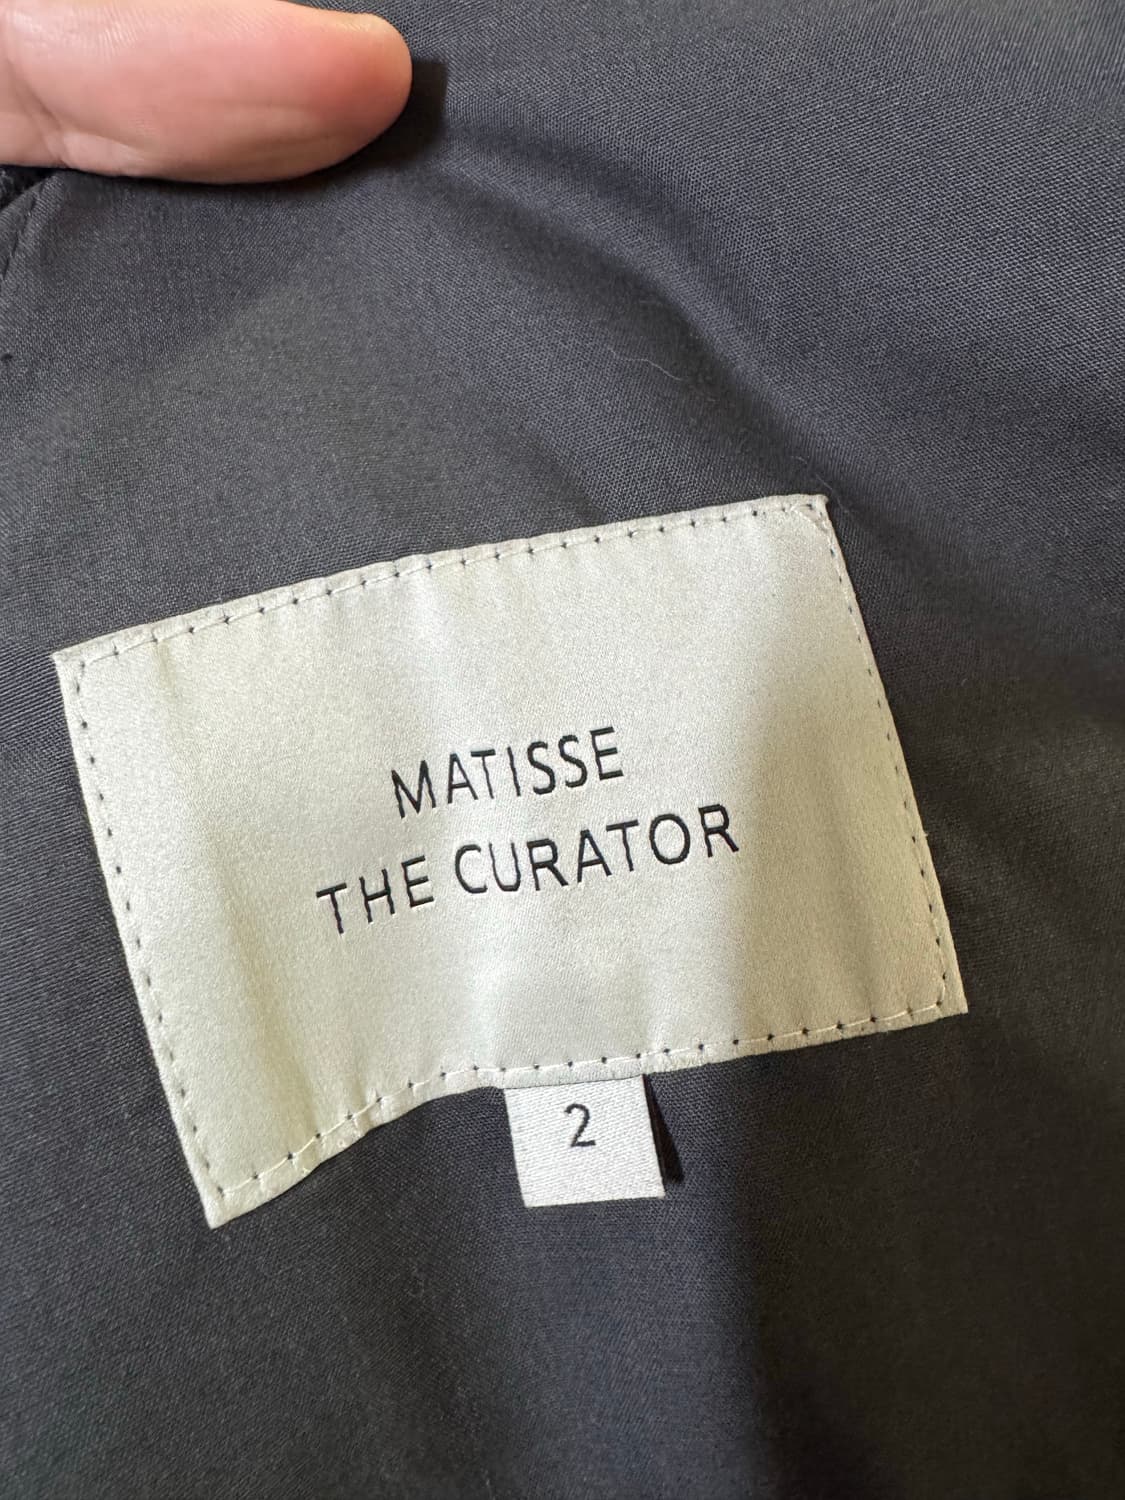 MATISSE
THE CURATOR
2